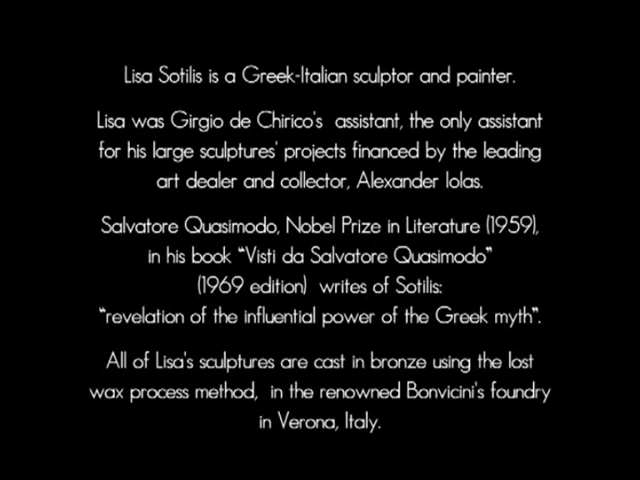 Lisa Sotilis is a Greek-Italian sculptor and painter.
Lisa was Girgio de Chirico's assistant, the only assistant
for his large sculptures' projects financed by the leading
art dealer and collector, Alexander Iolas.
Salvatore Quasimodo, Nobel Prize in Literature (1959),
in his book “Visti da Salvatore Quasimodo”
(1969 edition) writes of Sotilis:
“revelation of the influential power of the Greek myth”.
All of Lisa's sculptures are cast in bronze using the lost
wax process method, in the renowned Bonvicini's foundry
in Verona, Italy.